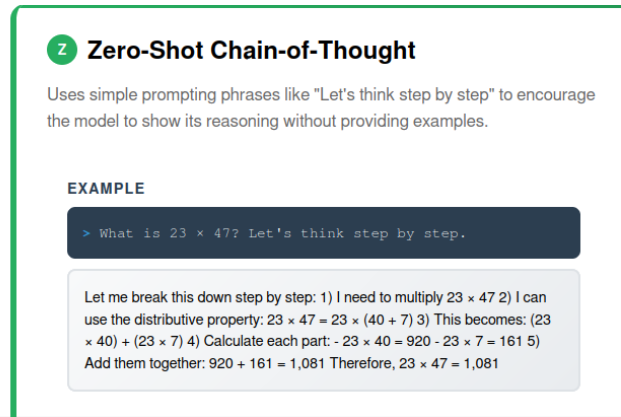 Z Zero-Shot Chain-of-Thought
Uses simple prompting phrases like "Let's think step by step" to encourage
the model to show its reasoning without providing examples.
EXAMPLE
> What is 23 × 47? Let's think step by step.
Let me break this down step by step: 1) I need to multiply 23 × 47 2) I can
use the distributive property: 23 × 47 = 23 × (40 + 7) 3) This becomes: (23
× 40) + (23 × 7) 4) Calculate each part: - 23 × 40 = 920 - 23 × 7 = 161 5)
Add them together: 920 + 161 = 1,081 Therefore, 23 × 47 = 1,081